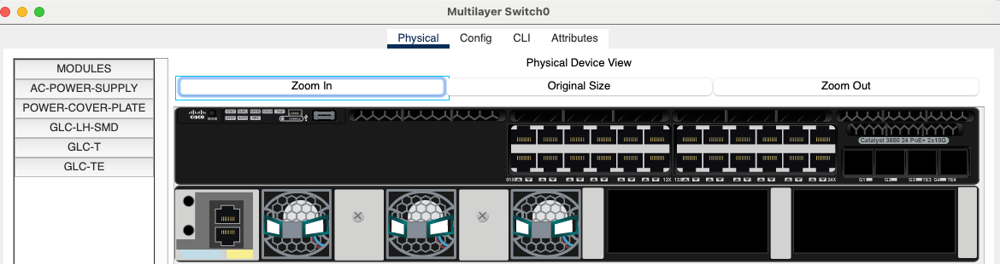 Multilayer Switch0
Physical Config CLI Attributes
MODULES
AC-POWER-SUPPLY
POWER-COVER-PLATE
GLC-LH-SMD
GLC-T
GLC-TE
Physical Device View
Zoom In Original Size Zoom Out
CISCO MODE
CONSOLE
Catalyst 3650 24 PoE+ 2x10G
01X 12X 13X 24X G1 G2 G3 TE3 G4 TE4